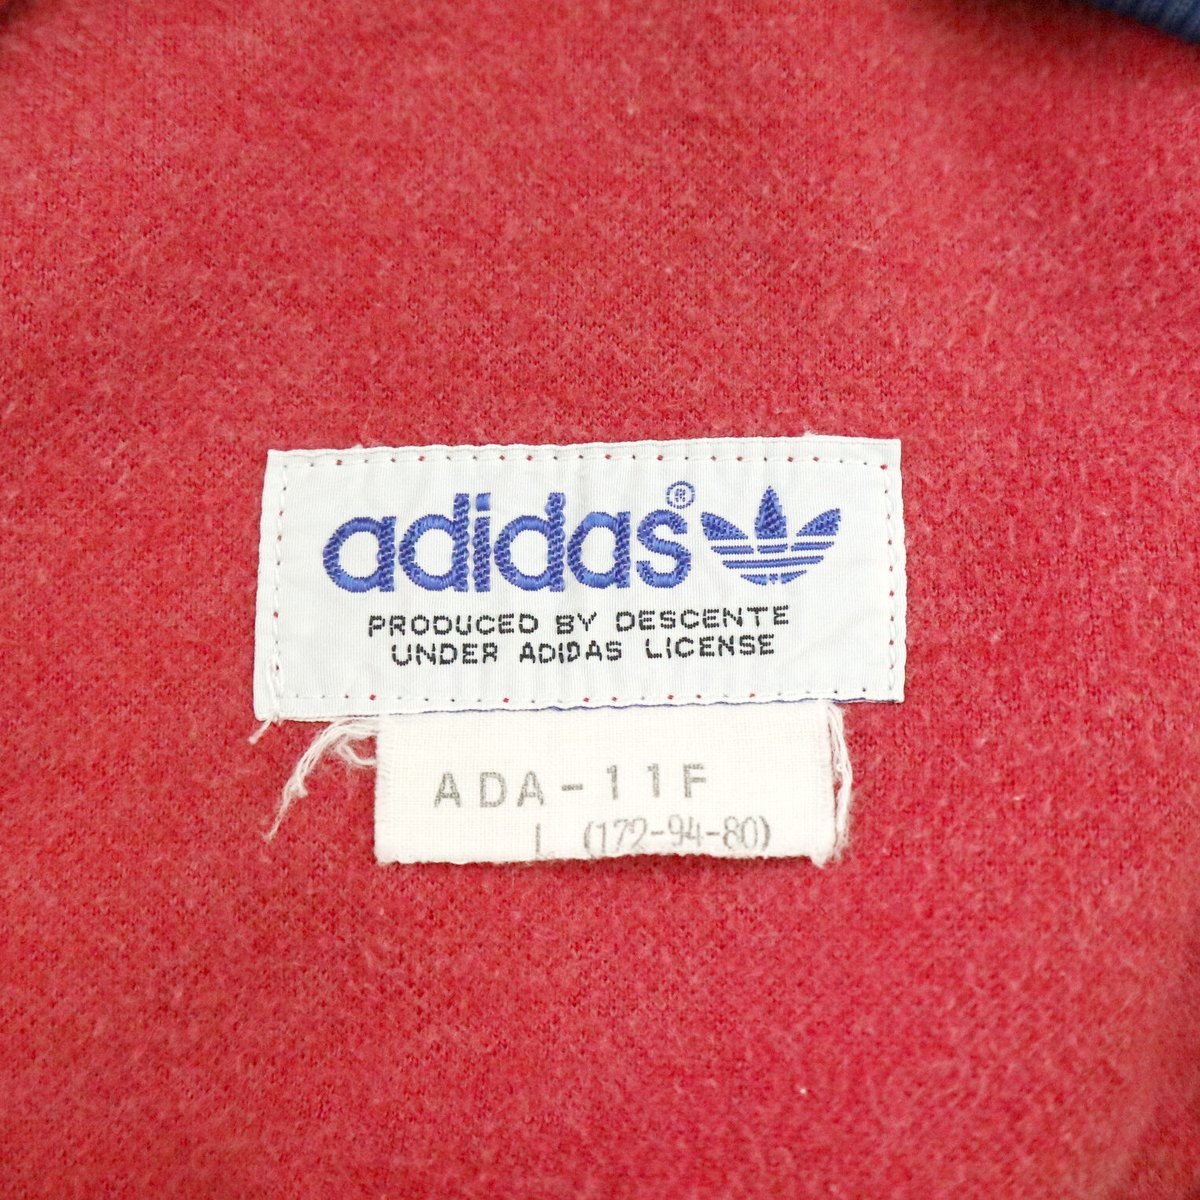 adidas®
PRODUCED BY DESCENTE
UNDER ADIDAS LICENSE
ADA-11F
L (172-94-80)